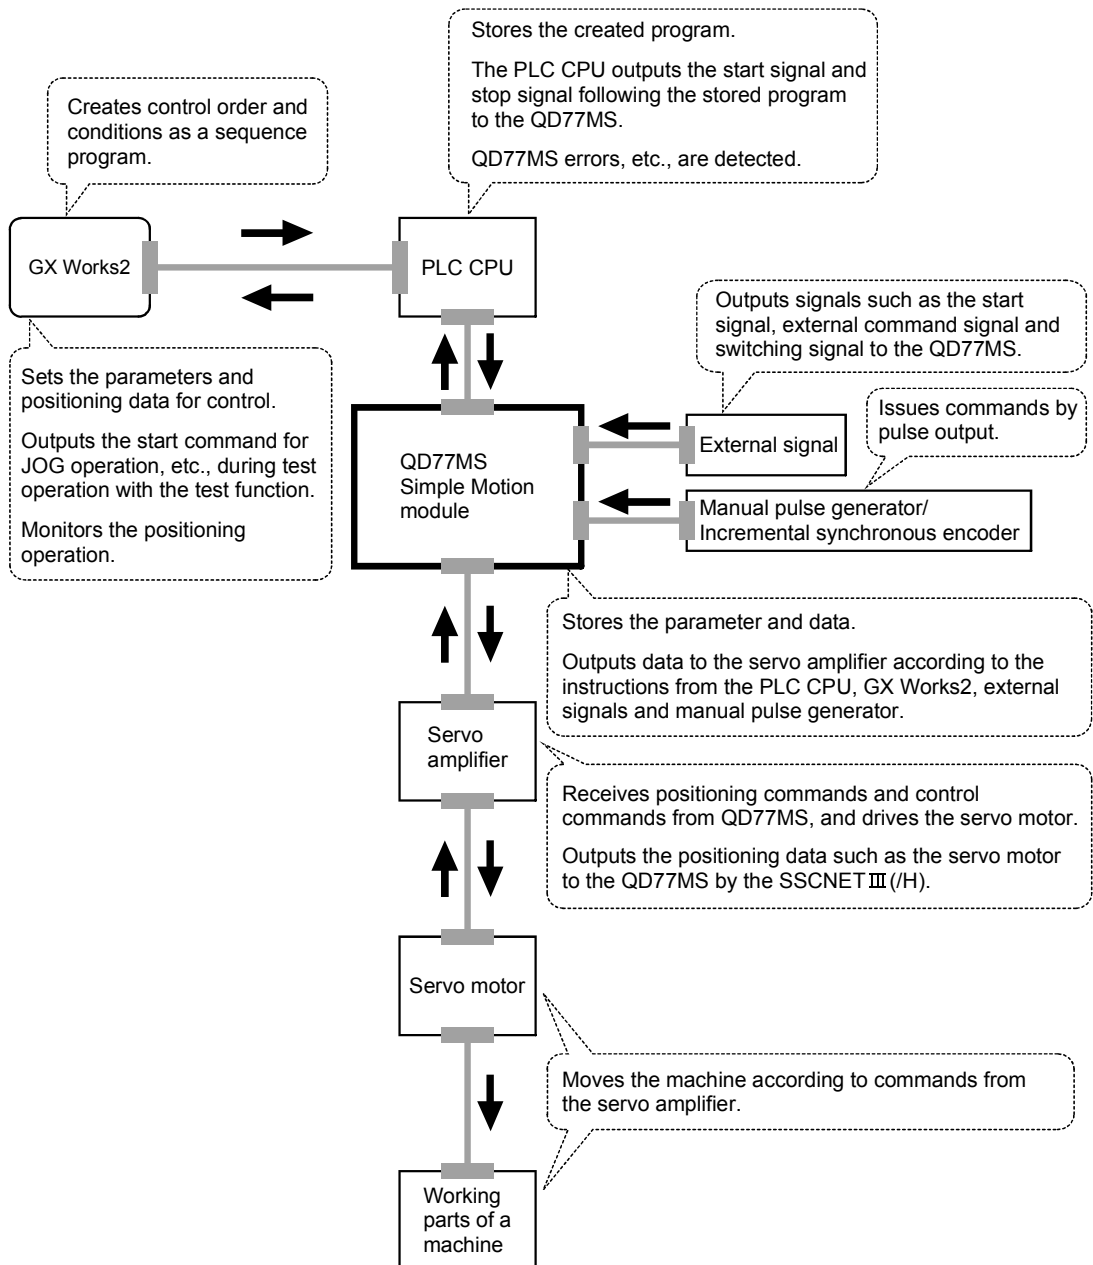 Stores the created program.
The PLC CPU outputs the start signal and
stop signal following the stored program
to the QD77MS.
QD77MS errors, etc., are detected.
Creates control order and
conditions as a sequence
program.
GX Works2
PLC CPU
Sets the parameters and
positioning data for control.
Outputs the start command for
JOG operation, etc., during test
operation with the test function.
Monitors the positioning
operation.
Outputs signals such as the start
signal, external command signal and
switching signal to the QD77MS.
Issues commands by
pulse output.
External signal
QD77MS
Simple Motion
module
Manual pulse generator/
Incremental synchronous encoder
Stores the parameter and data.
Outputs data to the servo amplifier according to the
instructions from the PLC CPU, GX Works2, external
signals and manual pulse generator.
Servo
amplifier
Receives positioning commands and control
commands from QD77MS, and drives the servo motor.
Outputs the positioning data such as the servo motor
to the QD77MS by the SSCNETⅢ(/H).
Servo motor
Moves the machine according to commands from
the servo amplifier.
Working
parts of a
machine